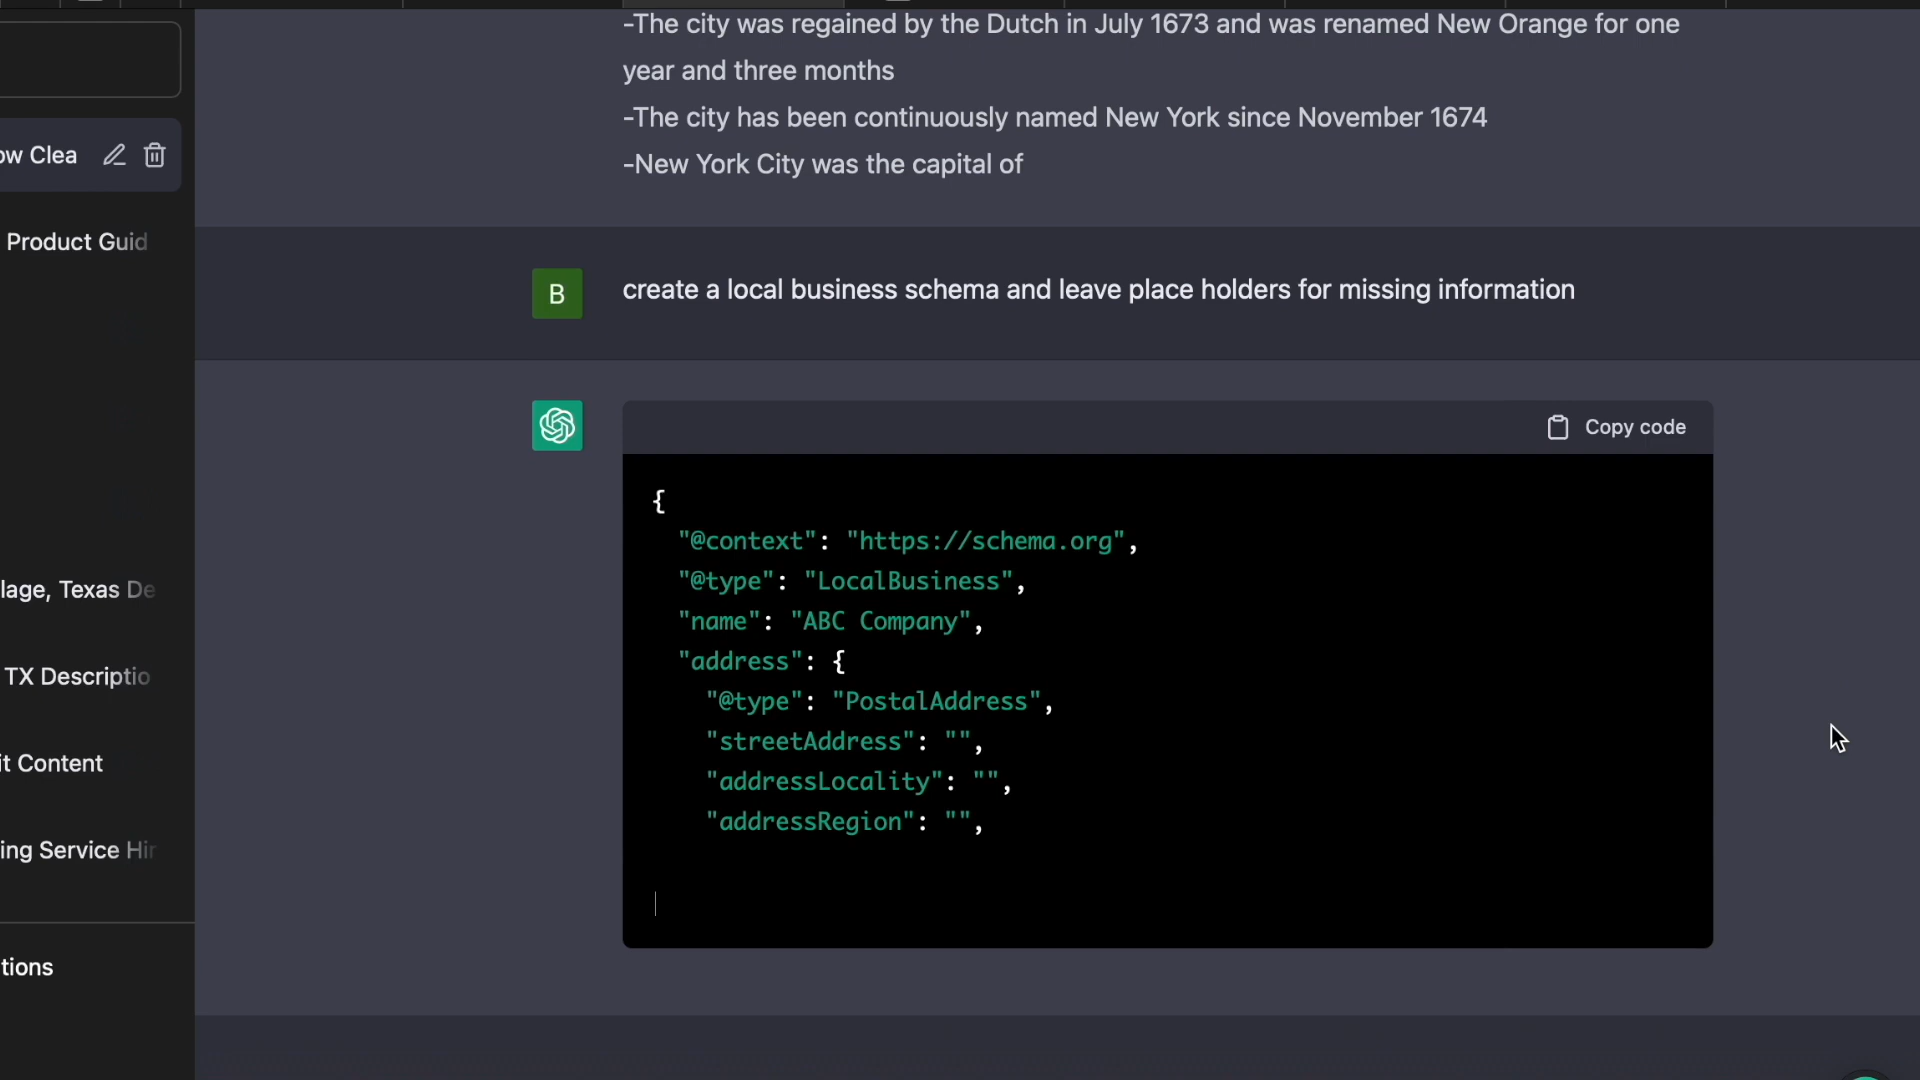 -The city was regained by the Dutch in July 1673 and was renamed New Orange for one
year and three months
-The city has been continuously named New York since November 1674
-New York City was the capital of
ow Clea
Product Guid
lage, Texas De
TX Descriptio
it Content
ing Service Hir
tions
B
create a local business schema and leave place holders for missing information
Copy code
{
"@context": "https://schema.org",
"@type": "LocalBusiness",
"name": "ABC Company",
"address": {
"@type": "PostalAddress",
"streetAddress": "",
"addressLocality": "",
"addressRegion": "",